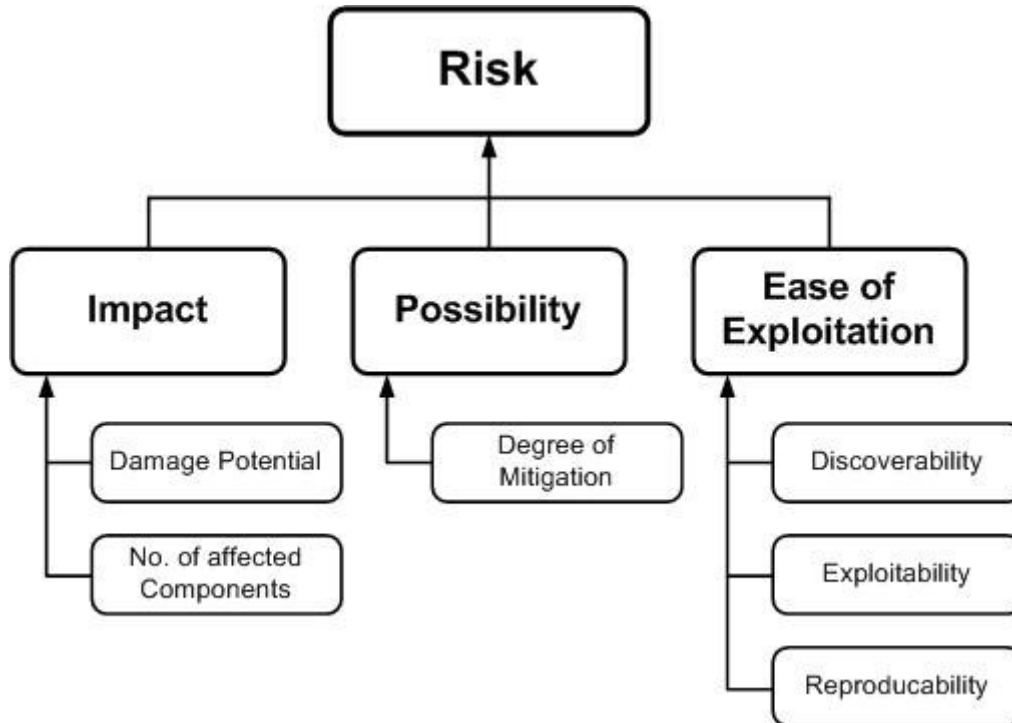 Risk
Impact
Possibility
Ease of
Exploitation
Damage Potential
No. of affected
Components
Degree of
Mitigation
Discoverability
Exploitability
Reproducability